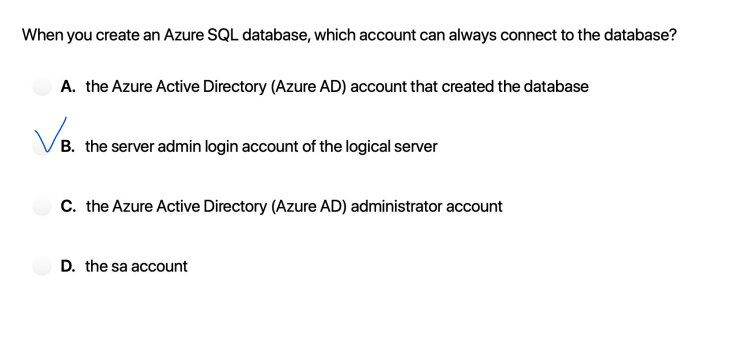 When you create an Azure SQL database, which account can always connect to the database?
A. the Azure Active Directory (Azure AD) account that created the database
B. the server admin login account of the logical server
C. the Azure Active Directory (Azure AD) administrator account
D. the sa account